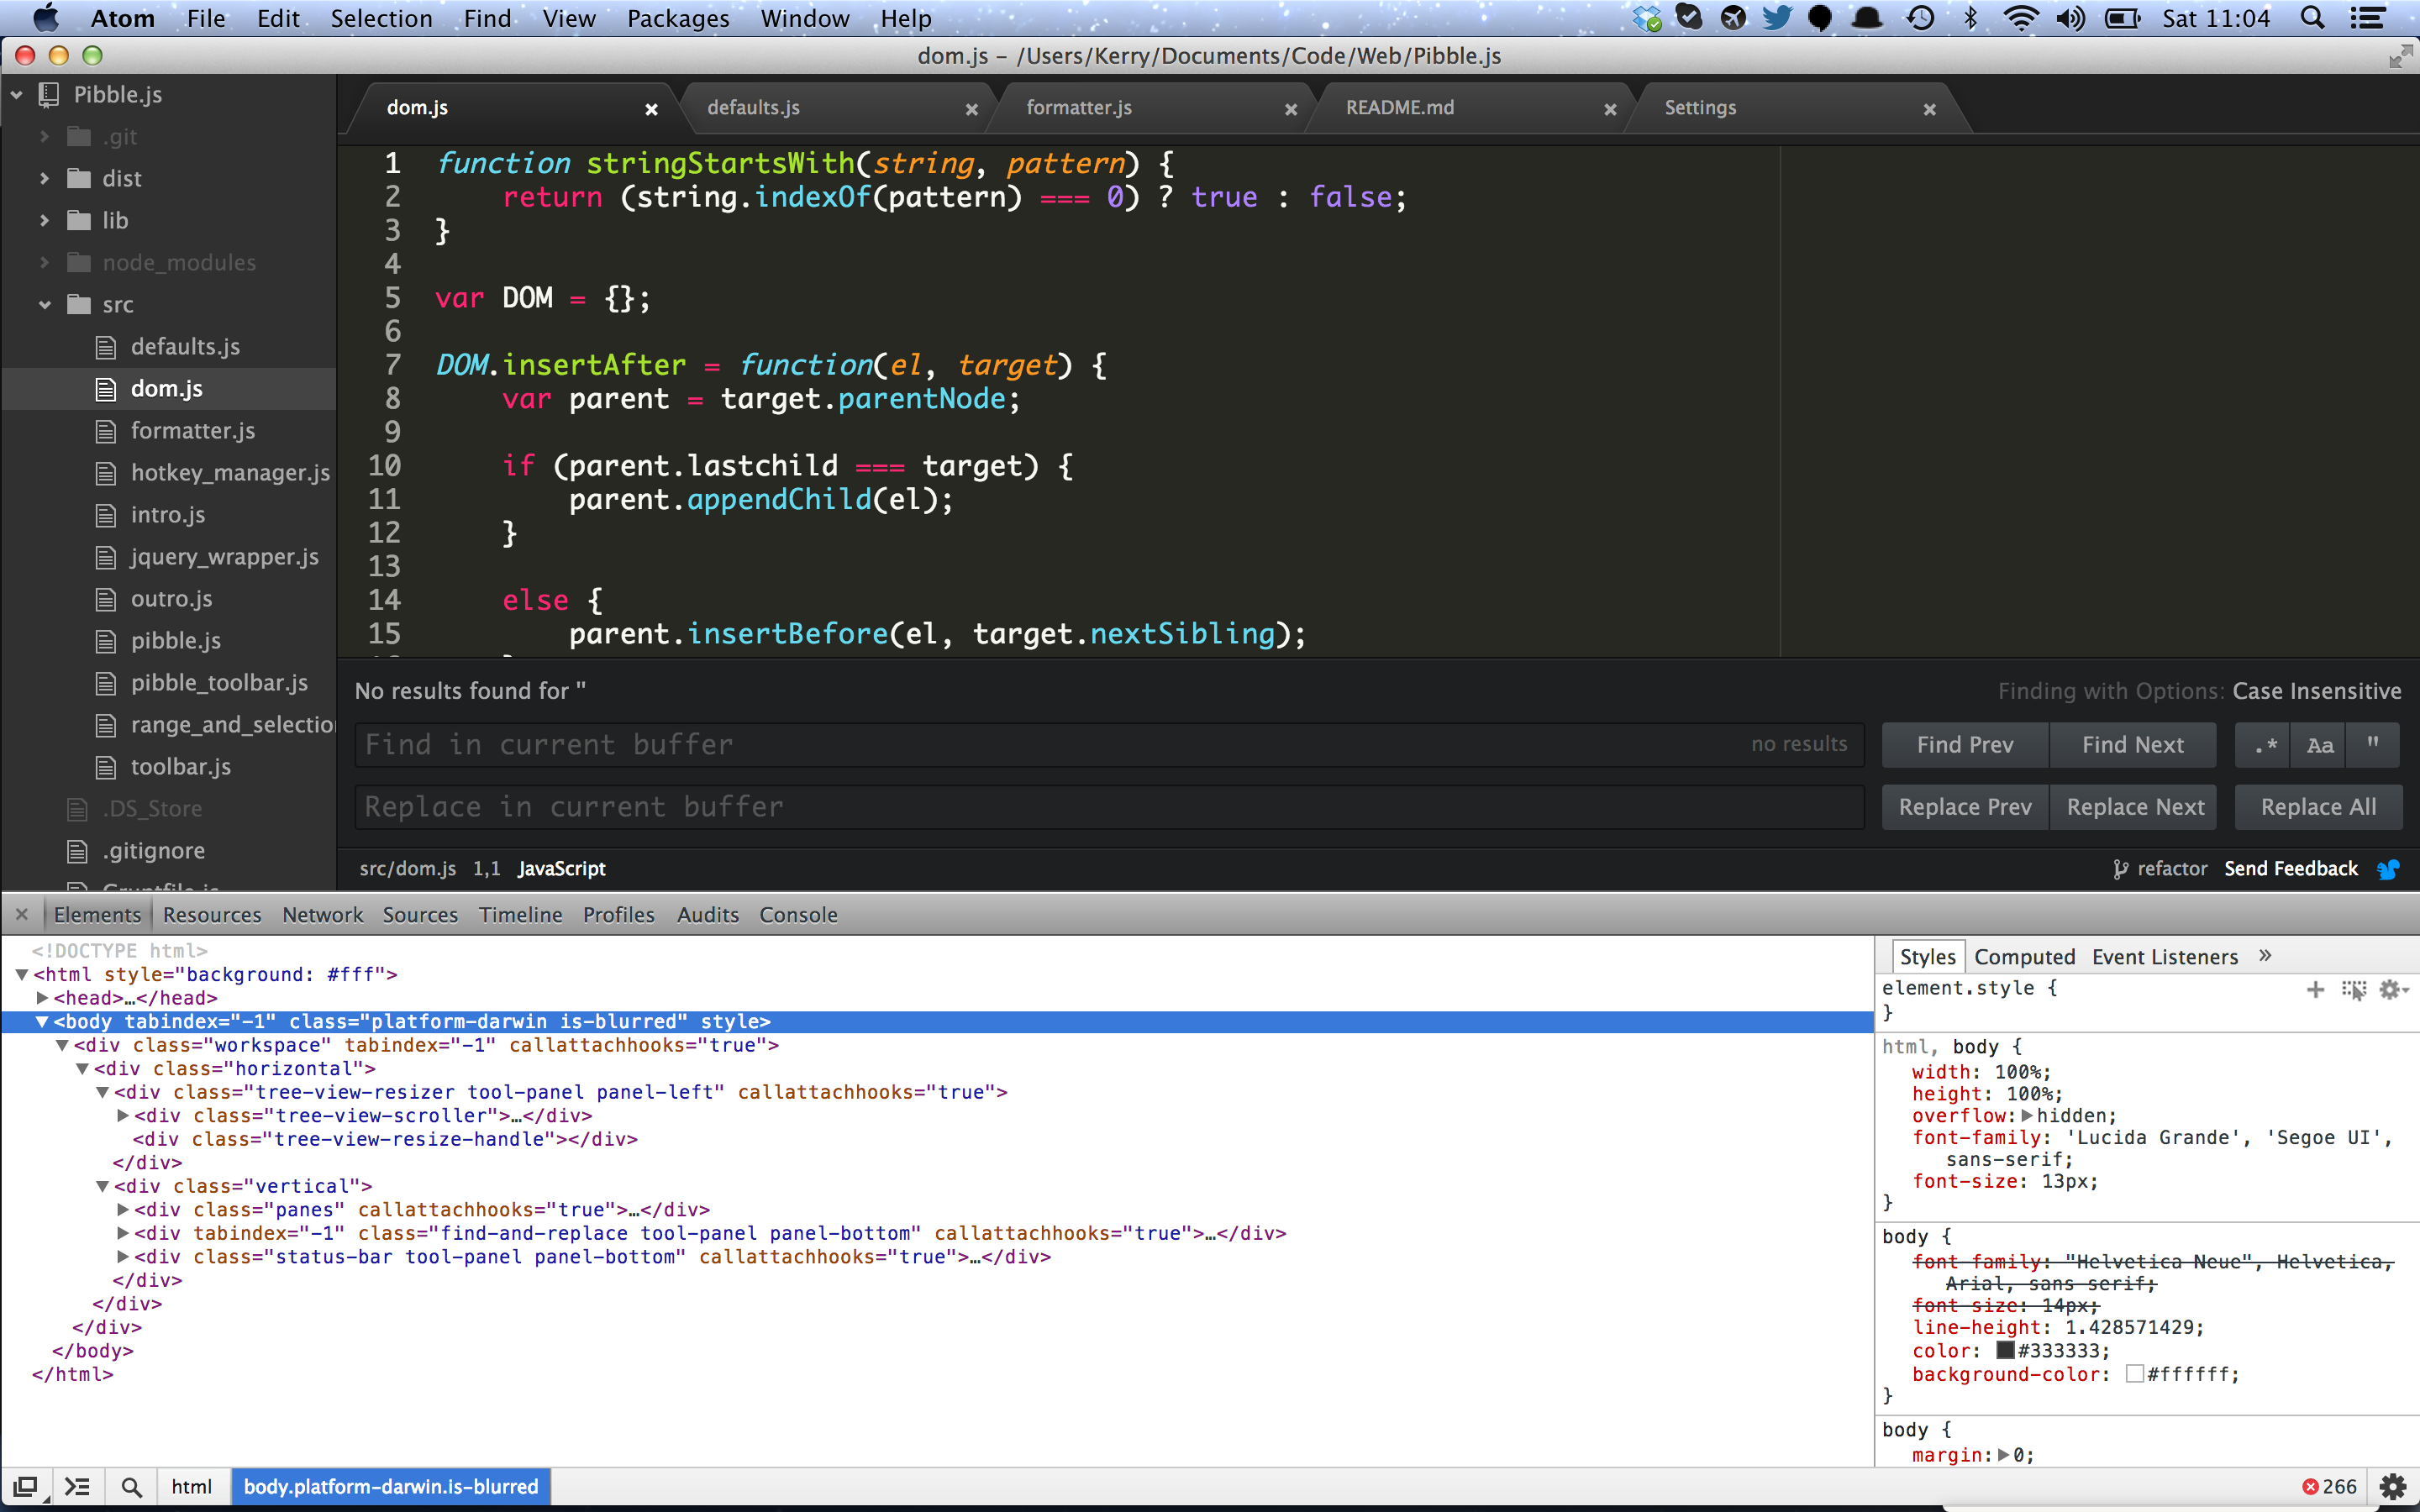 Atom File Edit Selection Find View Packages Window Help Sat 11:04
dom.js – /Users/Kerry/Documents/Code/Web/Pibble.js
Pibble.js
.git
dist
lib
node_modules
src
defaults.js
dom.js
formatter.js
hotkey_manager.js
intro.js
jquery_wrapper.js
outro.js
pibble.js
pibble_toolbar.js
range_and_selectio
toolbar.js
.DS_Store
.gitignore
dom.js defaults.js formatter.js README.md Settings
1 function stringStartsWith(string, pattern) {
2 return (string.indexOf(pattern) === 0) ? true : false;
3 }
4
5 var DOM = {};
6
7 DOM.insertAfter = function(el, target) {
8 var parent = target.parentNode;
9
10 if (parent.lastchild === target) {
11 parent.appendChild(el);
12 }
13
14 else {
15 parent.insertBefore(el, target.nextSibling);
No results found for '' Finding with Options: Case Insensitive
Find in current buffer no results Find Prev Find Next .* Aa "
Replace in current buffer Replace Prev Replace Next Replace All
src/dom.js 1,1 JavaScript refactor Send Feedback
Elements Resources Network Sources Timeline Profiles Audits Console
<!DOCTYPE html>
<html style="background: #fff">
<head>…</head>
<body tabindex="-1" class="platform-darwin is-blurred" style>
<div class="workspace" tabindex="-1" callattachhooks="true">
<div class="horizontal">
<div class="tree-view-resizer tool-panel panel-left" callattachhooks="true">
<div class="tree-view-scroller">…</div>
<div class="tree-view-resize-handle"></div>
</div>
<div class="vertical">
<div class="panes" callattachhooks="true">…</div>
<div tabindex="-1" class="find-and-replace tool-panel panel-bottom" callattachhooks="true">…</div>
<div class="status-bar tool-panel panel-bottom" callattachhooks="true">…</div>
</div>
</div>
</div>
</body>
</html>
Styles Computed Event Listeners »
element.style {
}
html, body {
width: 100%;
height: 100%;
overflow: hidden;
font-family: 'Lucida Grande', 'Segoe UI',
sans-serif;
font-size: 13px;
}
body {
font-family: "Helvetica Neue", Helvetica,
Arial, sans-serif;
font-size: 14px;
line-height: 1.428571429;
color: #333333;
background-color: #ffffff;
}
body {
margin: 0;
html body.platform-darwin.is-blurred 266